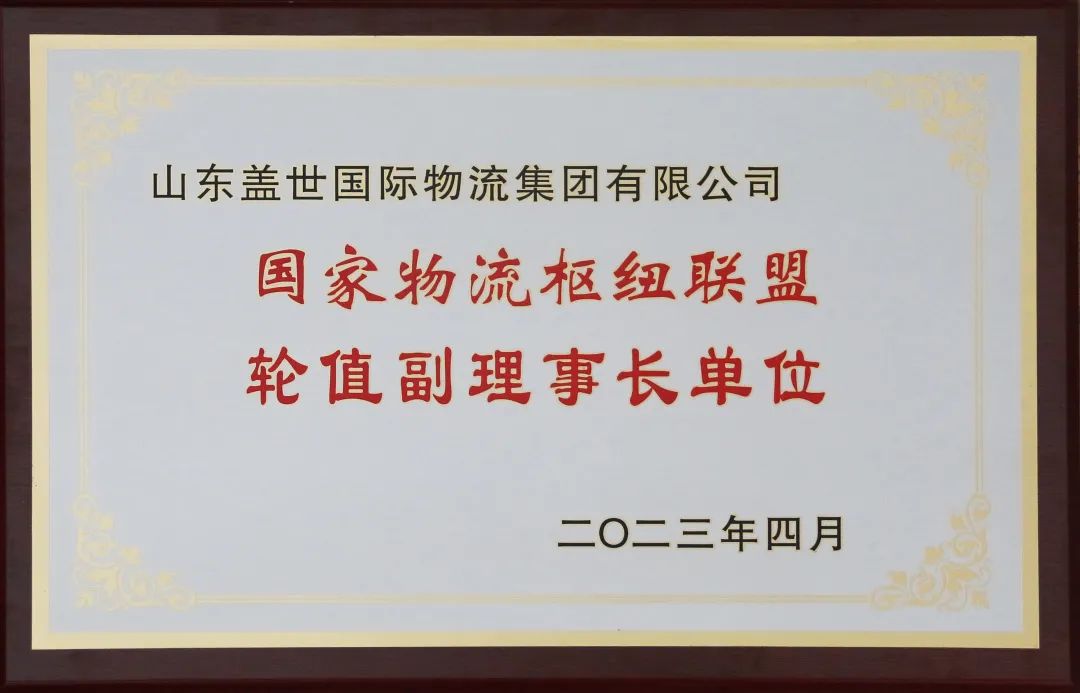 山东盖世国际物流集团有限公司
国家物流枢纽联盟
轮值副理事长单位
二〇二三年四月